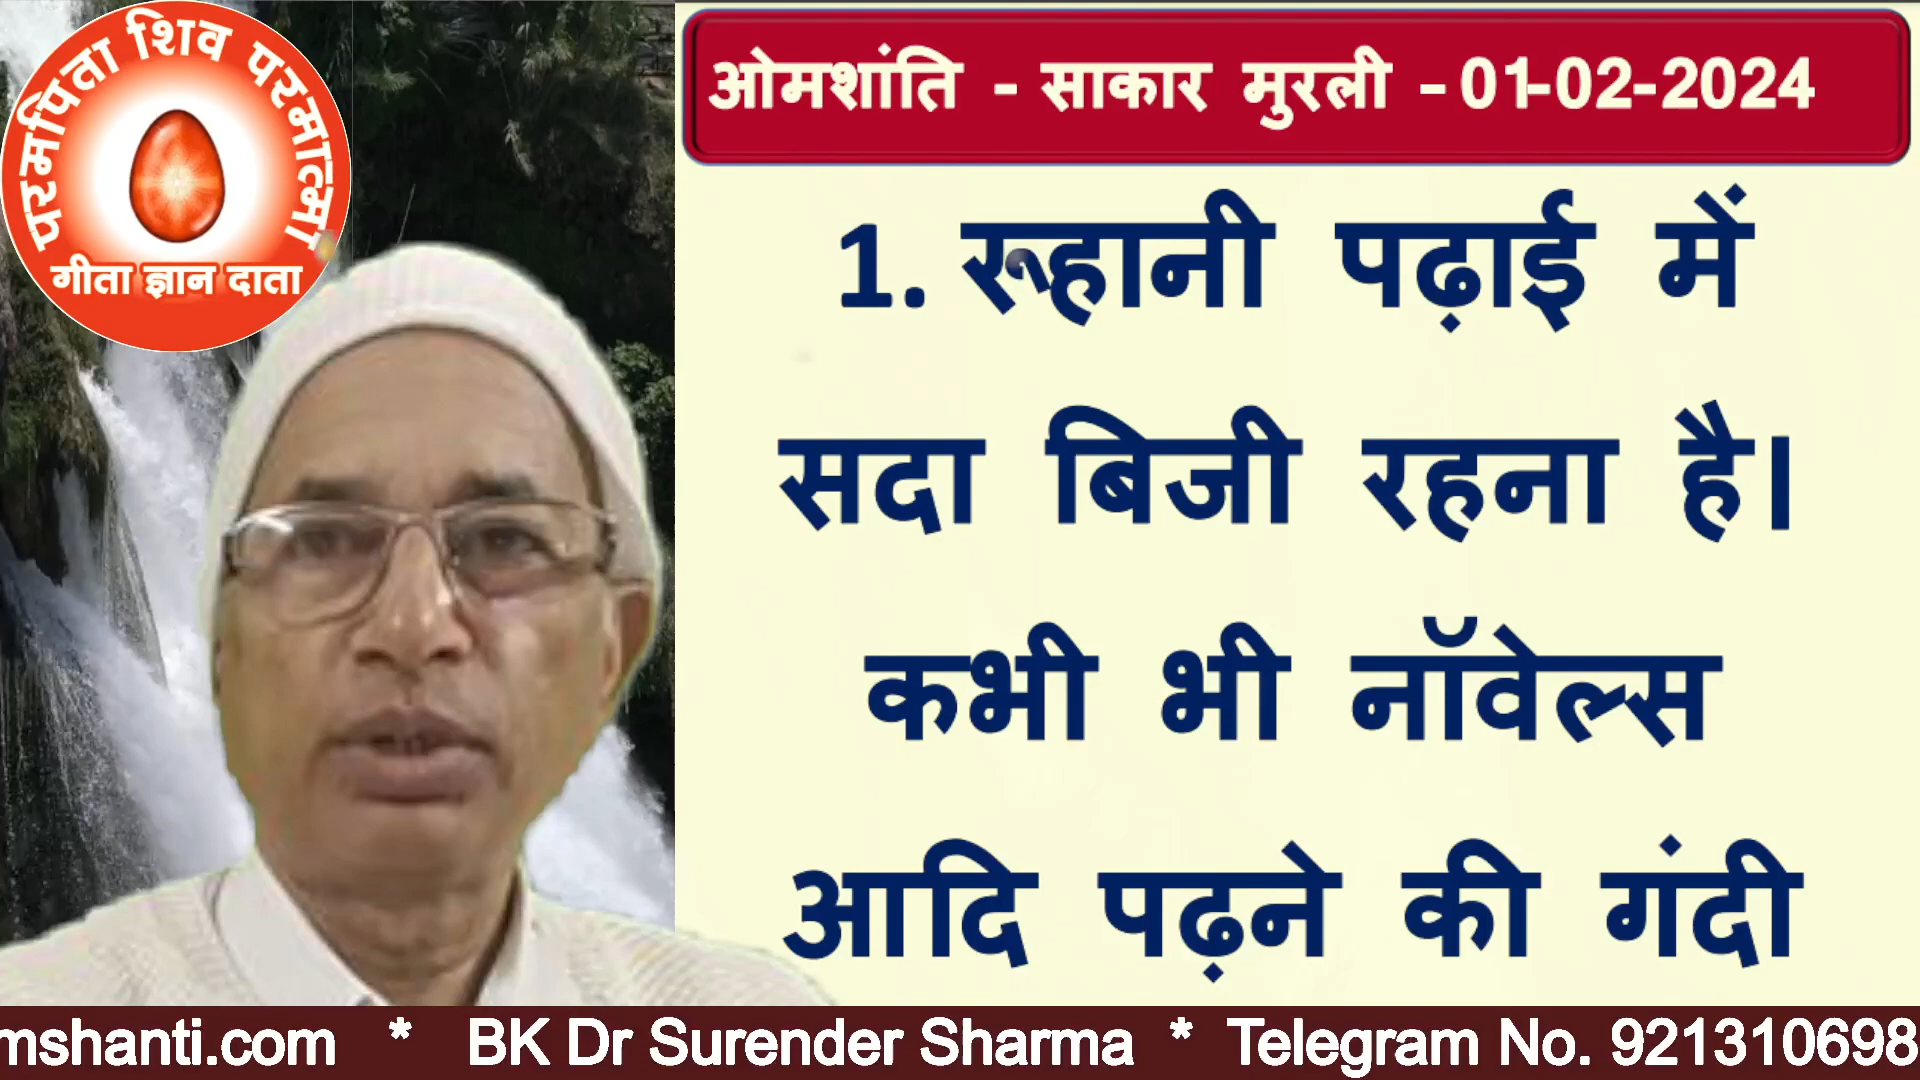 परमपिता शिव परमात्मा
गीता ज्ञान दाता
ओमशांति - साकार मुरली - 01-02-2024
1. रूहानी पढ़ाई में
सदा बिजी रहना है।
कभी भी नॉवेल्स
आदि पढ़ने की गंदी
mshanti.com * BK Dr Surender Sharma * Telegram No. 921310698